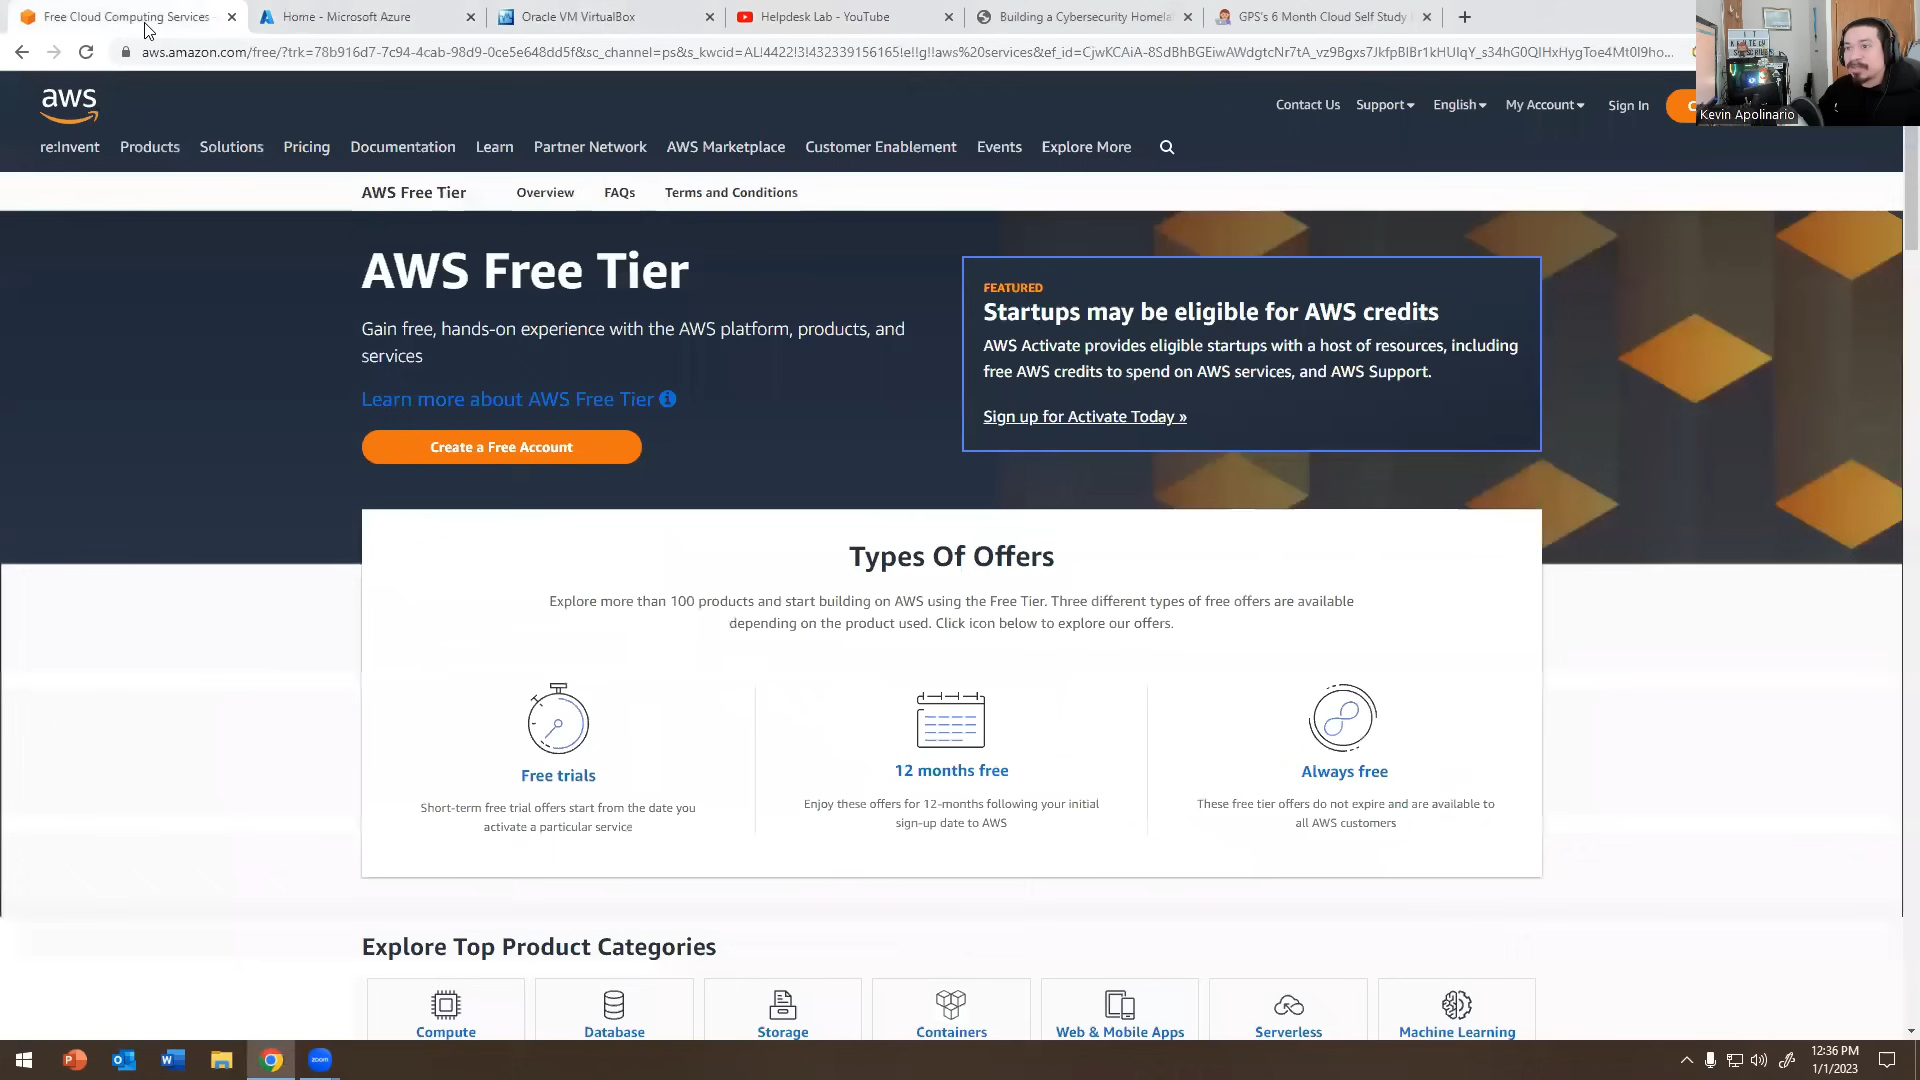 Free Cloud Computing Services
Home - Microsoft Azure
Oracle VM VirtualBox
Helpdesk Lab - YouTube
Building a Cybersecurity Homela
GPS's 6 Month Cloud Self Study
aws.amazon.com/free/?trk=78b916d7-7c94-4cab-98d9-0ce5e648dd5f&sc_channel=ps&s_kwcid=AL!4422!3!432339156165!e!!g!!aws%20services&ef_id=CjwKCAiA-8SdBhBGEiwAWdgtcNr7tA_vz9Bgxs7JkfpBIBr1kHUIqY_s34hG0QIHxHygToe4Mt0I9ho...
Kevin Apolinario
aws
Contact Us
Support
English
My Account
Sign In
re:Invent
Products
Solutions
Pricing
Documentation
Learn
Partner Network
AWS Marketplace
Customer Enablement
Events
Explore More
AWS Free Tier
Overview
FAQs
Terms and Conditions
AWS Free Tier
Gain free, hands-on experience with the AWS platform, products, and
services
Learn more about AWS Free Tier
Create a Free Account
FEATURED
Startups may be eligible for AWS credits
AWS Activate provides eligible startups with a host of resources, including
free AWS credits to spend on AWS services, and AWS Support.
Sign up for Activate Today »
Types Of Offers
Explore more than 100 products and start building on AWS using the Free Tier. Three different types of free offers are available
depending on the product used. Click icon below to explore our offers.
Free trials
Short-term free trial offers start from the date you
activate a particular service
12 months free
Enjoy these offers for 12-months following your initial
sign-up date to AWS
Always free
These free tier offers do not expire and are available to
all AWS customers
Explore Top Product Categories
Compute
Database
Storage
Containers
Web & Mobile Apps
Serverless
Machine Learning
zoom
12:36 PM
1/1/2023